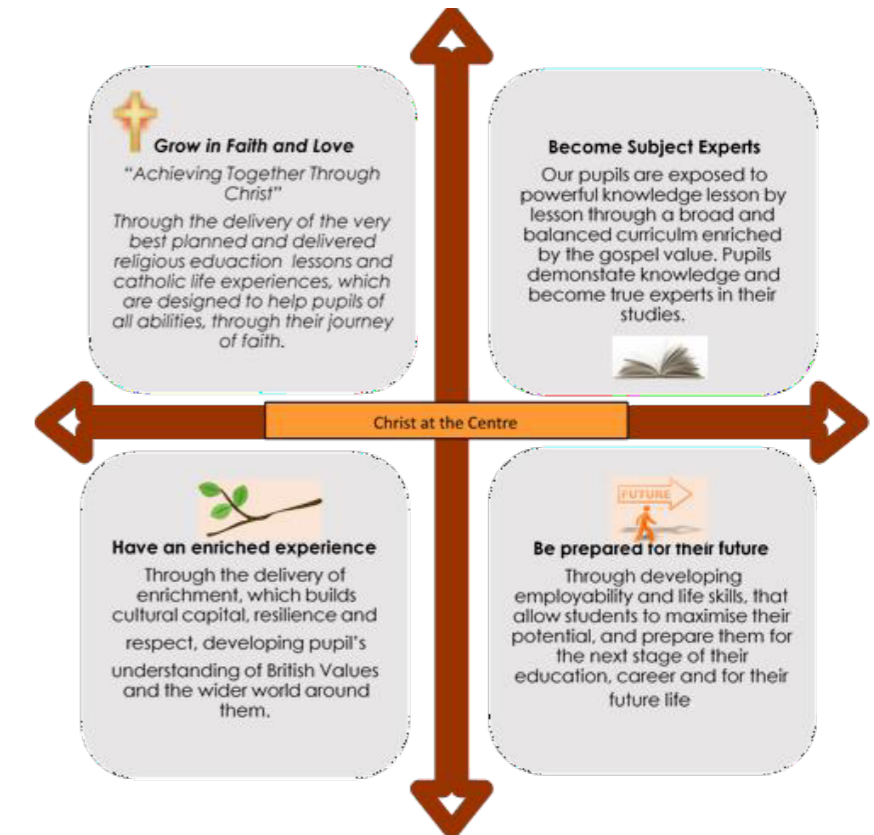 Grow in Faith and Love
“Achieving Together Through
Christ”
Through the delivery of the very
best planned and delivered
religious eduaction lessons and
catholic life experiences, which
are designed to help pupils of
all abilities, through their journey
of faith.
Become Subject Experts
Our pupils are exposed to
powerful knowledge lesson by
lesson through a broad and
balanced curriculm enriched
by the gospel value. Pupils
demonstate knowledge and
become true experts in their
studies.
Christ at the Centre
Have an enriched experience
Through the delivery of
enrichment, which builds
cultural capital, resilience and
respect, developing pupil’s
understanding of British Values
and the wider world around
them.
FUTURE
Be prepared for their future
Through developing
employability and life skills, that
allow students to maximise their
potential, and prepare them for
the next stage of their
education, career and for their
future life